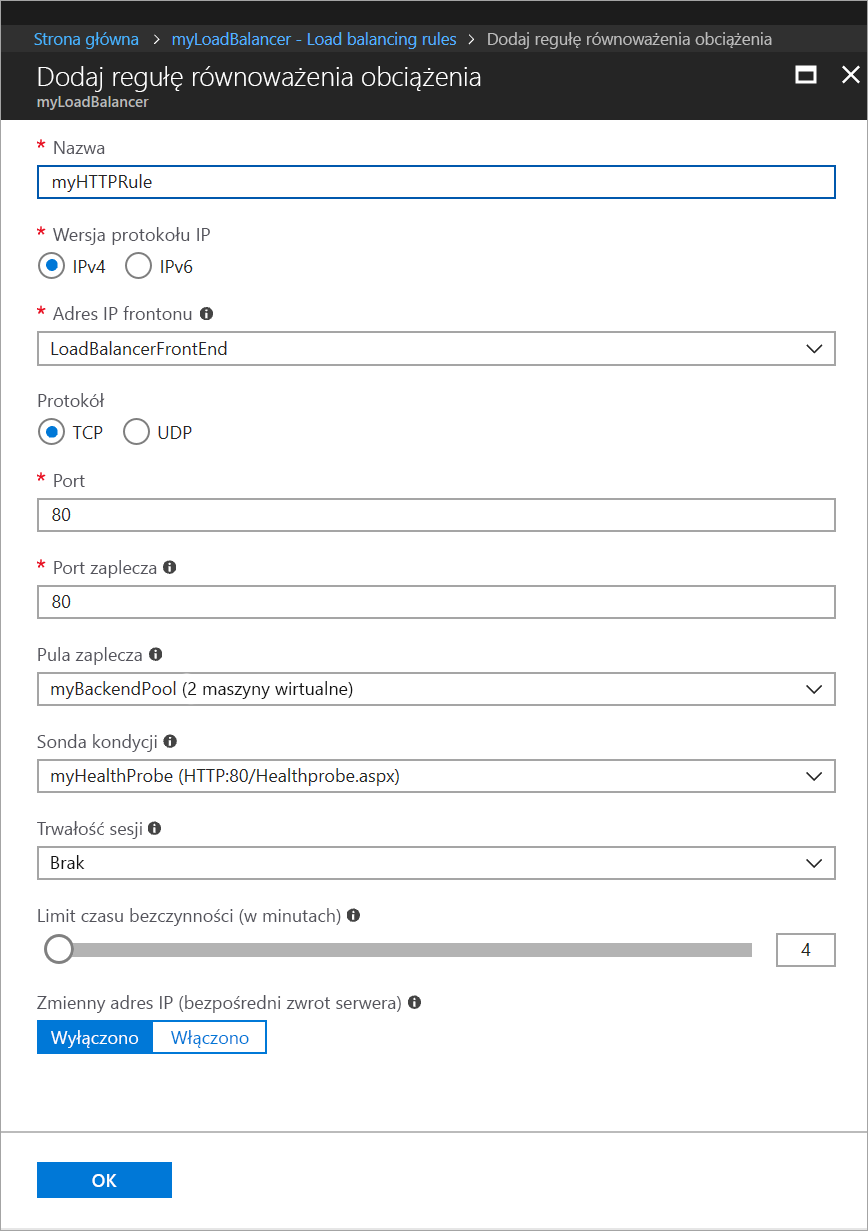 Strona główna > myLoadBalancer - Load balancing rules > Dodaj regułę równoważenia obciążenia
Dodaj regułę równoważenia obciążenia
myLoadBalancer
* Nazwa
myHTTPRule
* Wersja protokołu IP
IPv4 IPv6
* Adres IP frontonu
LoadBalancerFrontEnd
Protokół
TCP UDP
* Port
80
* Port zaplecza
80
Pula zaplecza
myBackendPool (2 maszyny wirtualne)
Sonda kondycji
myHealthProbe (HTTP:80/Healthprobe.aspx)
Trwałość sesji
Brak
Limit czasu bezczynności (w minutach)
4
Zmienny adres IP (bezpośredni zwrot serwera)
Wyłączono Włączono
OK